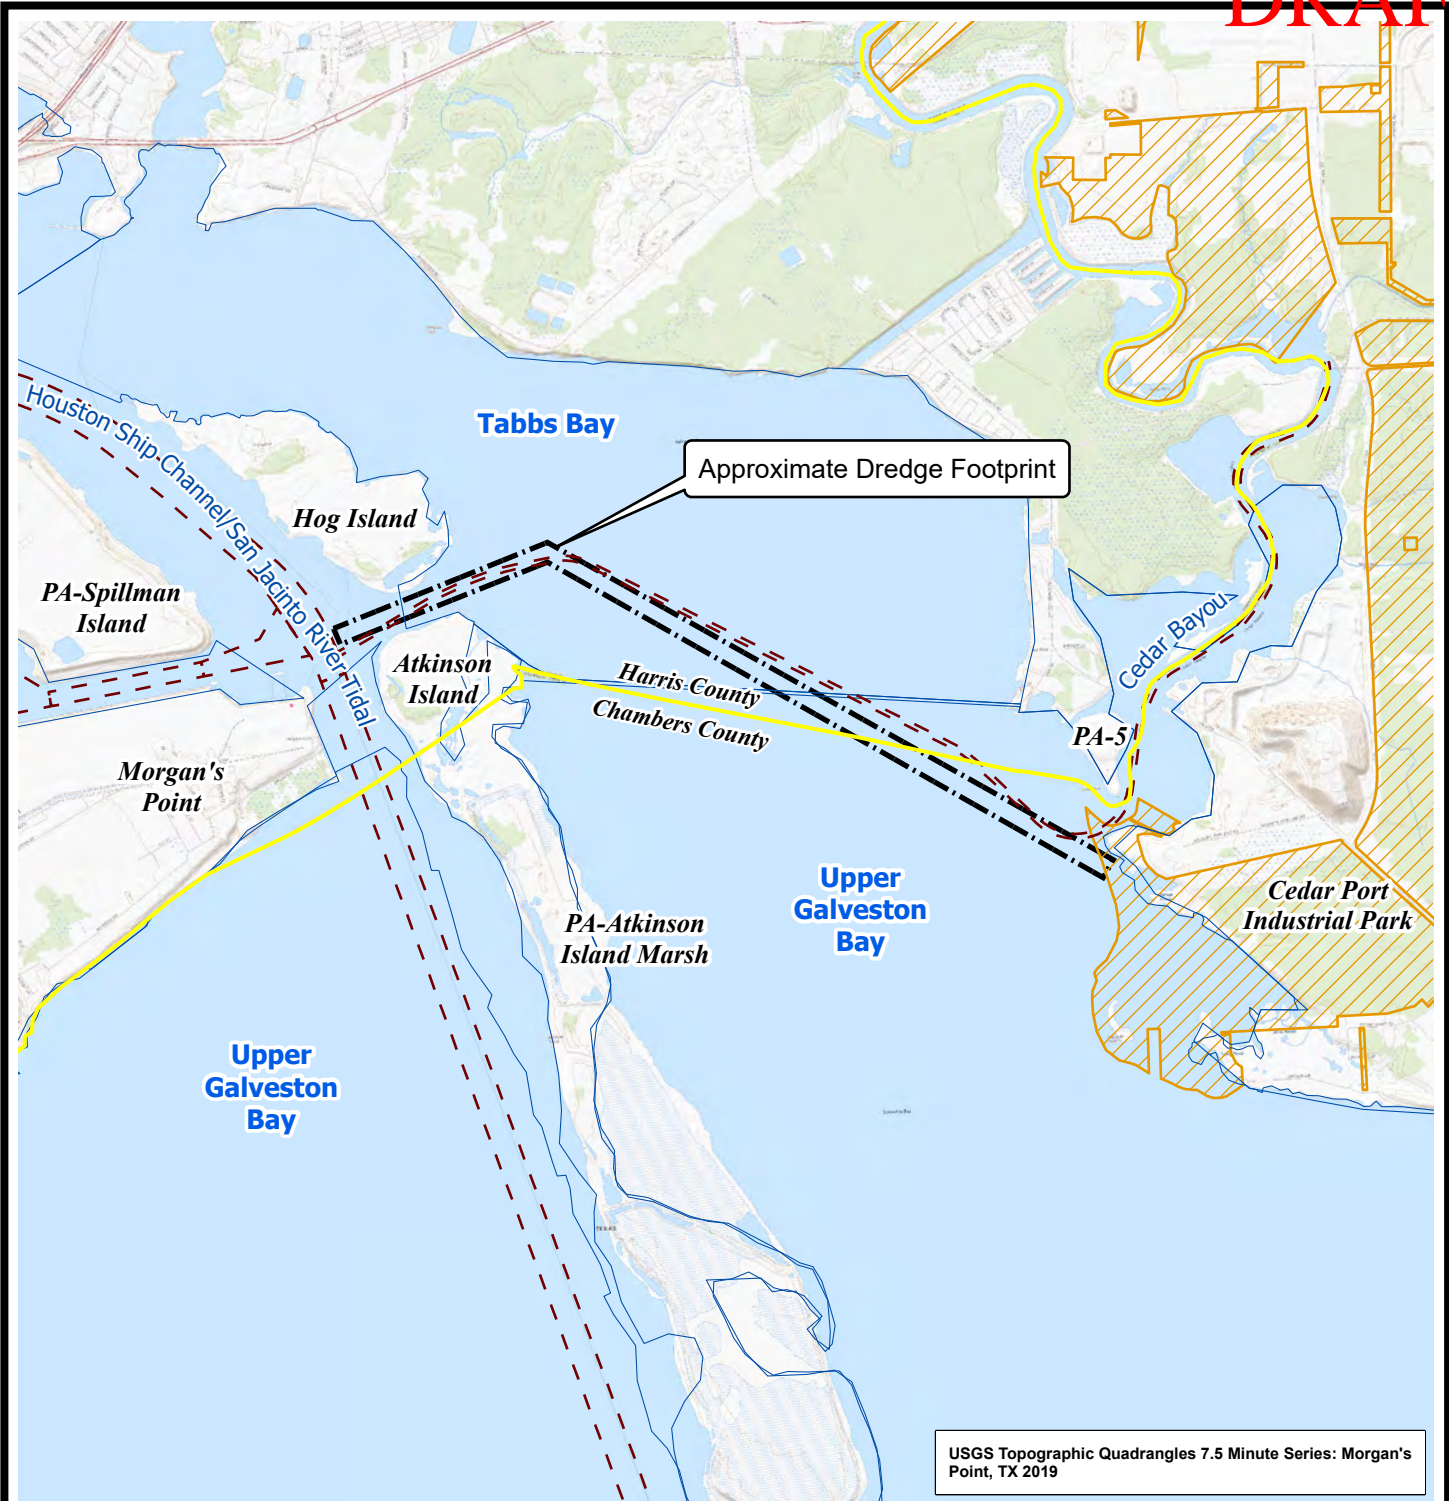 Tabbs Bay
Approximate Dredge Footprint
Houston Ship Channel/San Jacinto River Tidal
Hog Island
PA-Spillman
Island
Atkinson
Island
Harris County
Chambers County
Cedar Bayou
PA-5
Morgan's
Point
Upper
Galveston
Bay
Cedar Port
Industrial Park
PA-Atkinson
Island Marsh
Upper
Galveston
Bay
TEXAS
USGS Topographic Quadrangles 7.5 Minute Series: Morgan's
Point, TX 2019